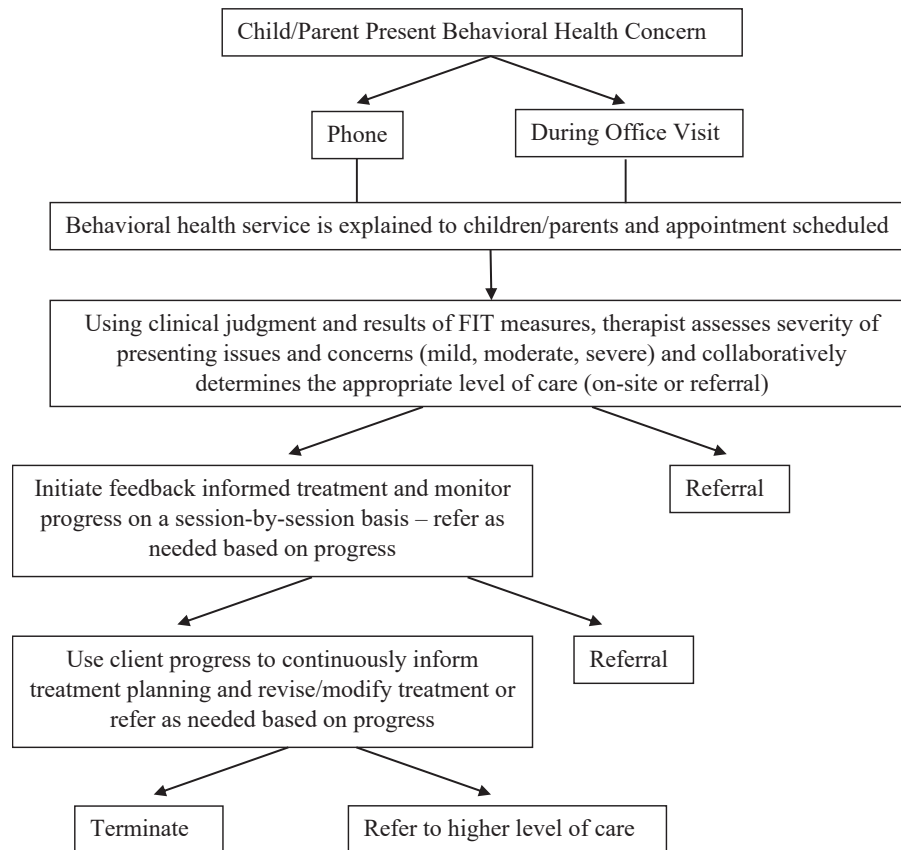 Child/Parent Present Behavioral Health Concern
Phone
During Office Visit
Behavioral health service is explained to children/parents and appointment scheduled
Using clinical judgment and results of FIT measures, therapist assesses severity of
presenting issues and concerns (mild, moderate, severe) and collaboratively
determines the appropriate level of care (on-site or referral)
Initiate feedback informed treatment and monitor
progress on a session-by-session basis – refer as
needed based on progress
Referral
Use client progress to continuously inform
treatment planning and revise/modify treatment or
refer as needed based on progress
Referral
Terminate
Refer to higher level of care